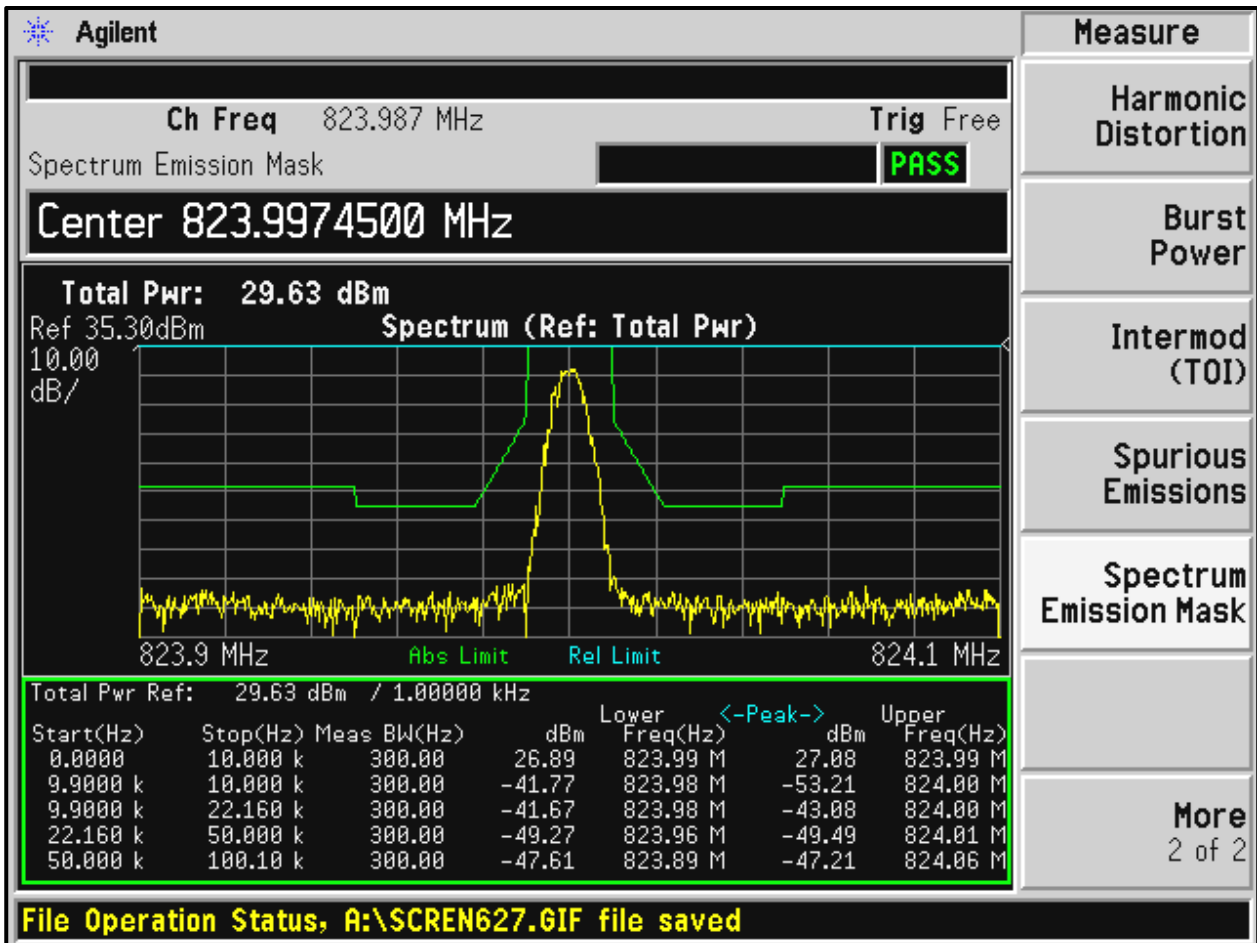 Agilent
Measure
Ch Freq 823.987 MHz Trig Free
Spectrum Emission Mask PASS
Center 823.9974500 MHz
Total Pwr: 29.63 dBm
Ref 35.30dBm Spectrum (Ref: Total Pwr)
10.00
dB/
823.9 MHz Abs Limit Rel Limit 824.1 MHz
Total Pwr Ref: 29.63 dBm / 1.00000 kHz
Lower <-Peak-> Upper
Start(Hz) Stop(Hz) Meas BW(Hz) dBm Freq(Hz) dBm Freq(Hz)
0.0000 10.000 k 300.00 26.89 823.99 M 27.08 823.99 M
9.9000 k 10.000 k 300.00 -41.77 823.98 M -53.21 824.00 M
9.9000 k 22.160 k 300.00 -41.67 823.98 M -43.08 824.00 M
22.160 k 50.000 k 300.00 -49.27 823.96 M -49.49 824.01 M
50.000 k 100.10 k 300.00 -47.61 823.89 M -47.21 824.06 M
Harmonic
Distortion
Burst
Power
Intermod
(TOI)
Spurious
Emissions
Spectrum
Emission Mask
More
2 of 2
File Operation Status, A:\SCREN627.GIF file saved